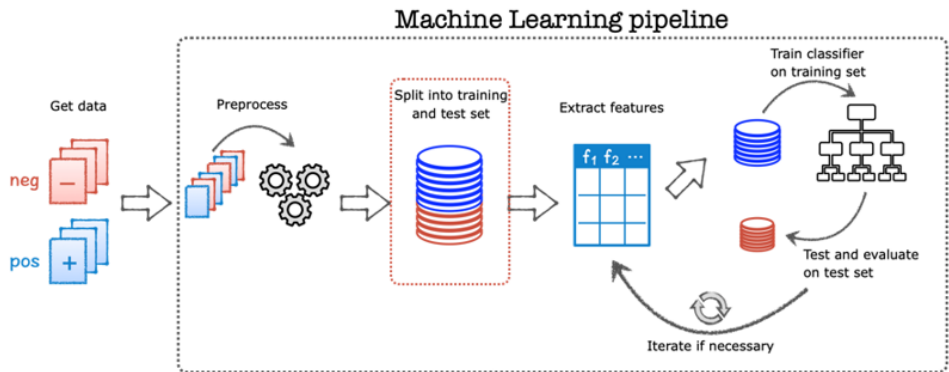 Machine Learning pipeline
Get data
neg
−
pos
+
Preprocess
Split into training
and test set
Extract features
f1 f2 ...
Train classifier
on training set
Test and evaluate
on test set
Iterate if necessary